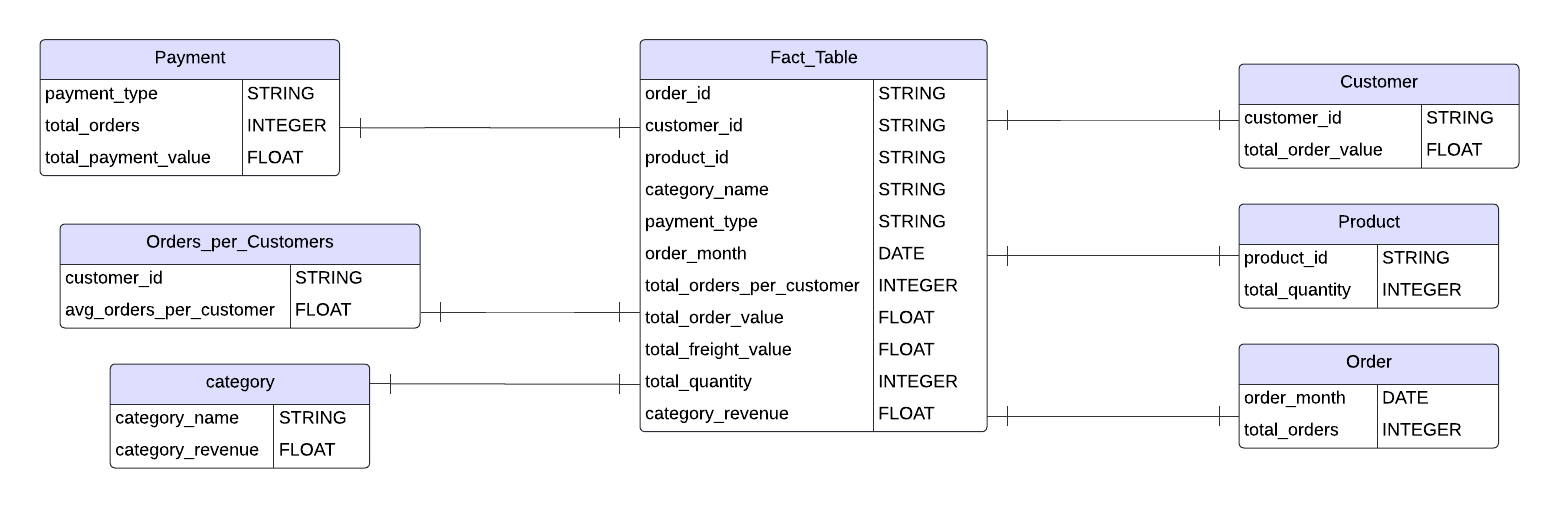 Payment
payment_type STRING
total_orders INTEGER
total_payment_value FLOAT
Orders_per_Customers
customer_id STRING
avg_orders_per_customer FLOAT
category
category_name STRING
category_revenue FLOAT
Fact_Table
order_id STRING
customer_id STRING
product_id STRING
category_name STRING
payment_type STRING
order_month DATE
total_orders_per_customer INTEGER
total_order_value FLOAT
total_freight_value FLOAT
total_quantity INTEGER
category_revenue FLOAT
Customer
customer_id STRING
total_order_value FLOAT
Product
product_id STRING
total_quantity INTEGER
Order
order_month DATE
total_orders INTEGER